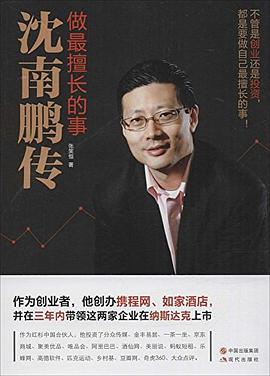 不管是创业还是投资，
都是要做自己最擅长的事！
做最擅长的事
沈南鹏传
张笑恒 著
作为创业者，他创办携程网、如家酒店，
并在三年内带领这两家企业在纳斯达克上市
作为红杉中国合伙人，他投资了分众传媒、金丰易居、一茶一坐、京东
商城、聚美优品、唯品会、阿里巴巴、酒仙网、美丽说、蚂蚁短租、乐
蜂网、高德软件、匹克运动、乡村基、豆瓣网、奇虎360、大众点评。
中国出版集团
现代出版社